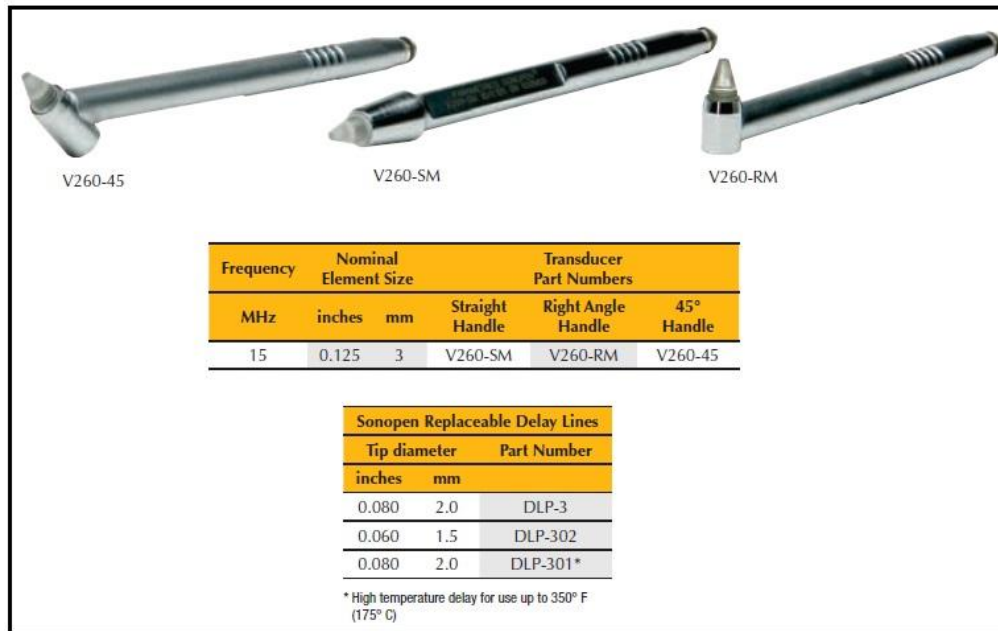 V260-45
V260-SM
V260-RM
Frequency Nominal Element Size Transducer Part Numbers
MHz inches mm Straight Handle Right Angle Handle 45° Handle
15 0.125 3 V260-SM V260-RM V260-45
Sonopen Replaceable Delay Lines
Tip diameter Part Number
inches mm
0.080 2.0 DLP-3
0.060 1.5 DLP-302
0.080 2.0 DLP-301*
* High temperature delay for use up to 350° F
(175° C)